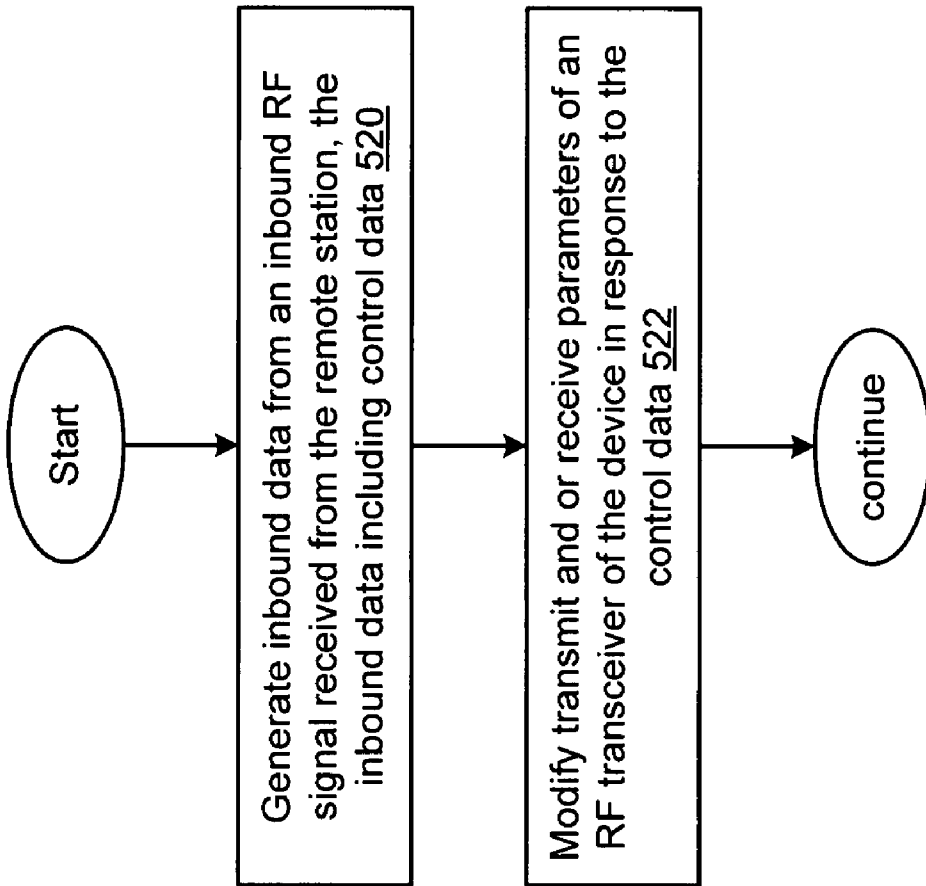 Start
Generate inbound data from an inbound RF
signal received from the remote station, the
inbound data including control data 520
Modify transmit and or receive parameters of an
RF transceiver of the device in response to the
control data 522
continue